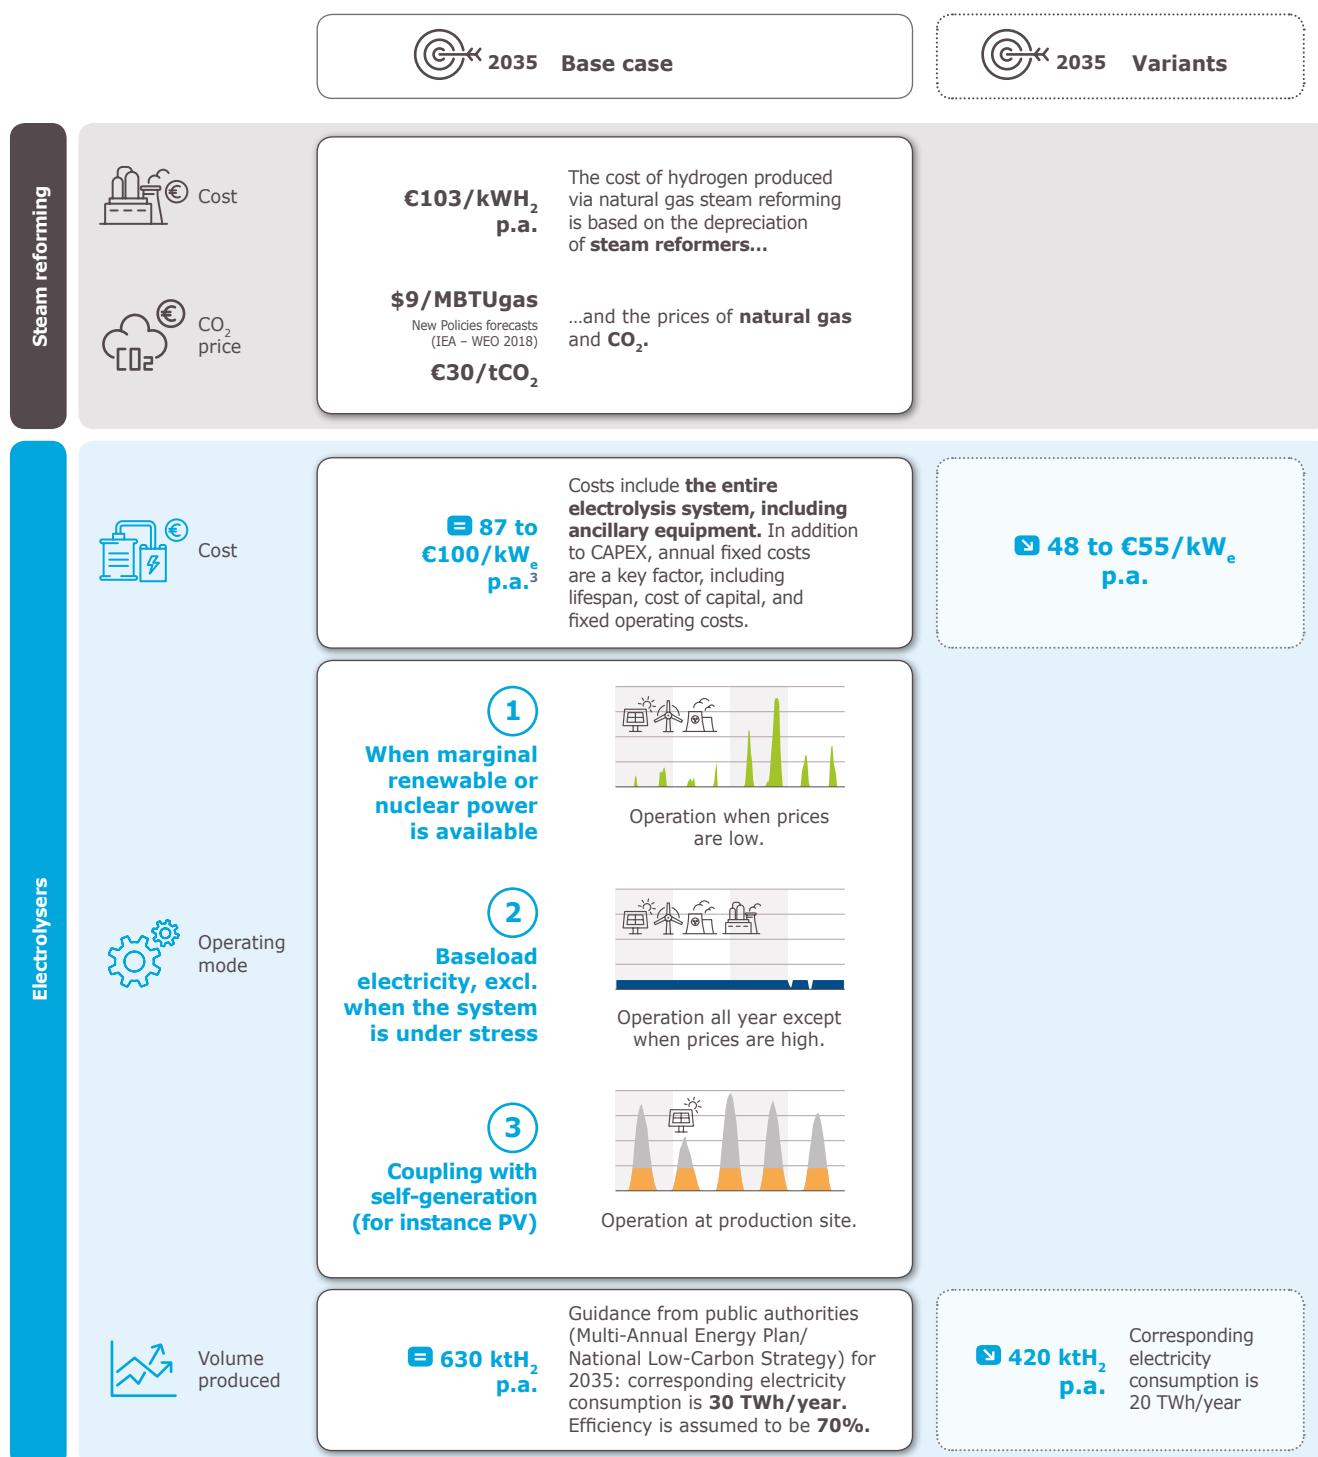 2035 Base case
2035 Variants
Steam reforming
Cost
€103/kWH₂
p.a.
The cost of hydrogen produced
via natural gas steam reforming
is based on the depreciation
of steam reformers…
CO₂
price
CO₂
$9/MBTUgas
New Policies forecasts
(IEA – WEO 2018)
€30/tCO₂
…and the prices of natural gas
and CO₂.
Electrolysers
Cost
= 87 to
€100/kWₑ
p.a.³
Costs include the entire
electrolysis system, including
ancillary equipment. In addition
to CAPEX, annual fixed costs
are a key factor, including
lifespan, cost of capital, and
fixed operating costs.
48 to €55/kWₑ
p.a.
Operating
mode
1
When marginal
renewable or
nuclear power
is available
Operation when prices
are low.
2
Baseload
electricity, excl.
when the system
is under stress
Operation all year except
when prices are high.
3
Coupling with
self-generation
(for instance PV)
Operation at production site.
Volume
produced
= 630 ktH₂
p.a.
Guidance from public authorities
(Multi-Annual Energy Plan/
National Low-Carbon Strategy) for
2035: corresponding electricity
consumption is 30 TWh/year.
Efficiency is assumed to be 70%.
420 ktH₂
p.a.
Corresponding
electricity
consumption is
20 TWh/year